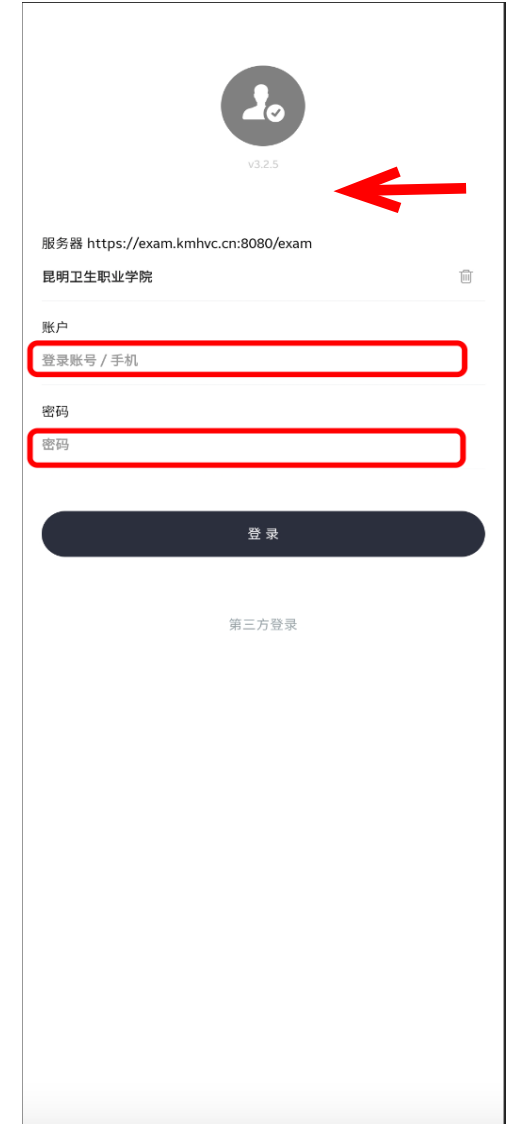 v3.2.5
服务器 https://exam.kmhvc.cn:8080/exam
昆明卫生职业学院
账户
登录账号 / 手机
密码
密码
登 录
第三方登录